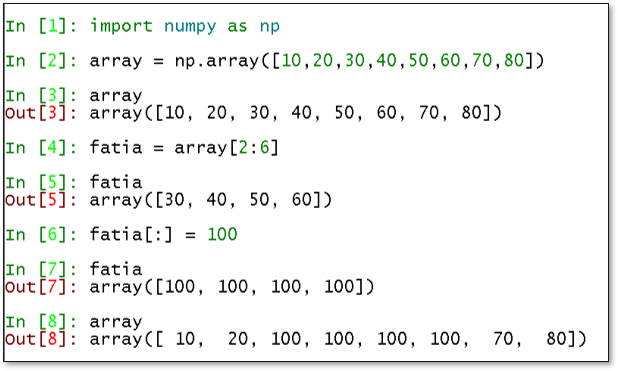 In [1]: import numpy as np
In [2]: array = np.array([10,20,30,40,50,60,70,80])
In [3]: array
Out[3]: array([10, 20, 30, 40, 50, 60, 70, 80])
In [4]: fatia = array[2:6]
In [5]: fatia
Out[5]: array([30, 40, 50, 60])
In [6]: fatia[:] = 100
In [7]: fatia
Out[7]: array([100, 100, 100, 100])
In [8]: array
Out[8]: array([ 10,  20, 100, 100, 100, 100,  70,  80])